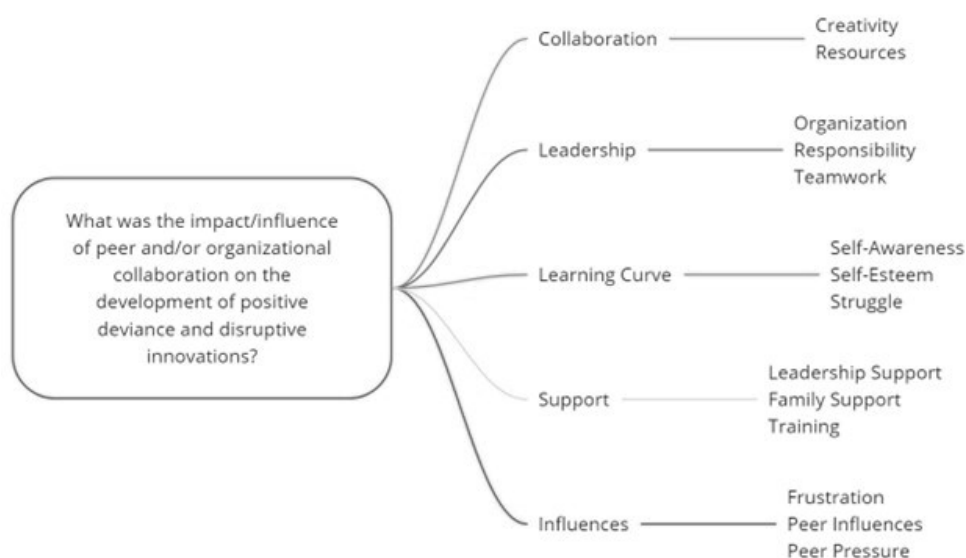 What was the impact/influence
of peer and/or organizational
collaboration on the
development of positive
deviance and disruptive
innovations?
Collaboration
Creativity
Resources
Leadership
Organization
Responsibility
Teamwork
Learning Curve
Self-Awareness
Self-Esteem
Struggle
Support
Leadership Support
Family Support
Training
Influences
Frustration
Peer Influences
Peer Pressure